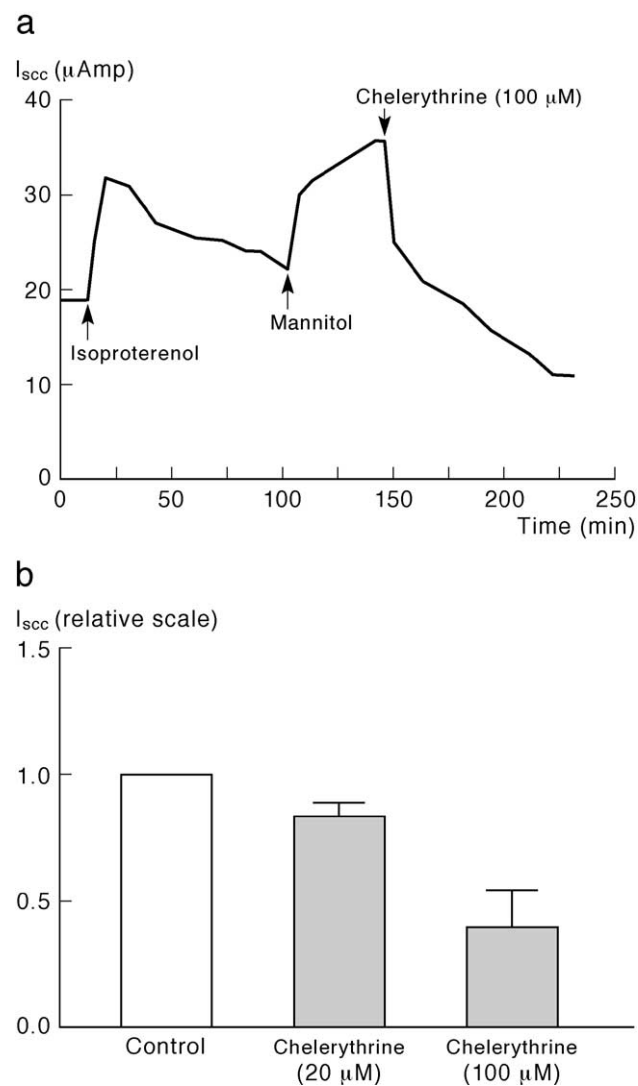 a
Iscc (μAmp)
Chelerythrine (100 μM)
40
30
20
10
0
Isoproterenol
Mannitol
0 50 100 150 200 250
Time (min)
b
Iscc (relative scale)
1.5
1.0
0.5
0.0
Control Chelerythrine Chelerythrine
(20 μM) (100 μM)